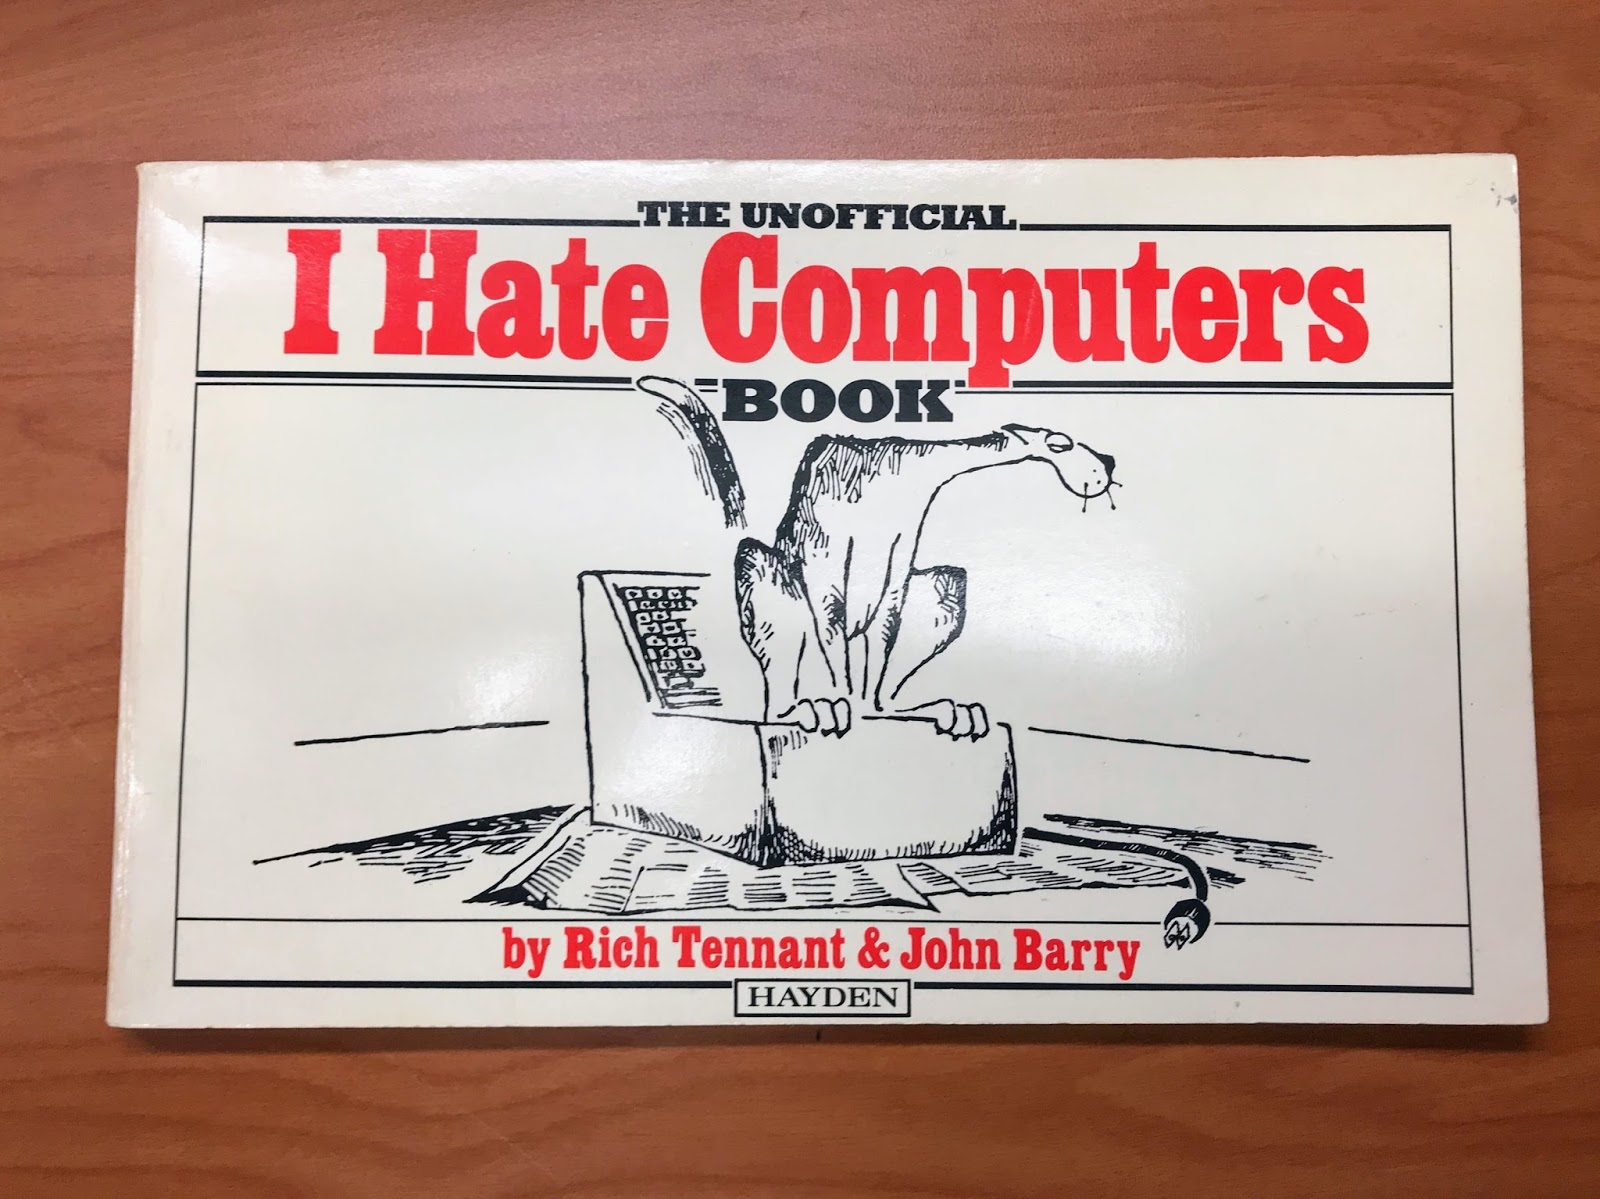 THE UNOFFICIAL
I Hate Computers
BOOK
by Rich Tennant & John Barry
HAYDEN